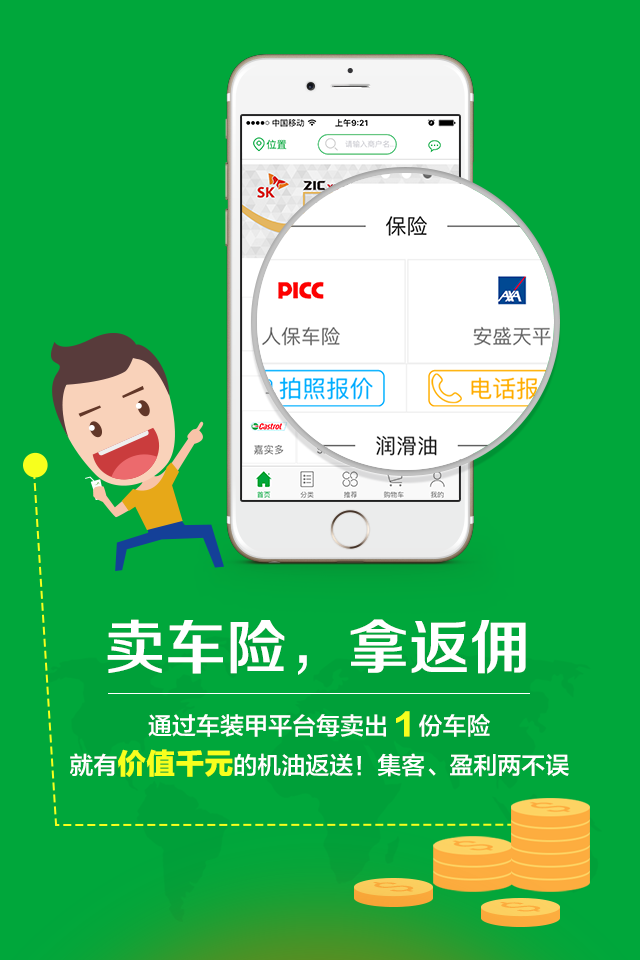 中国移动 上午9:21
位置 请输入商户名
SK ZIC
保险
PICC AXA
人保车险 安盛天平
拍照报价 电话报
Castrol
嘉实多
润滑油
首页 分类 推荐 购物车 我的
卖车险，拿返佣
通过车装甲平台每卖出 1 份车险
就有价值千元的机油返送！集客、盈利两不误